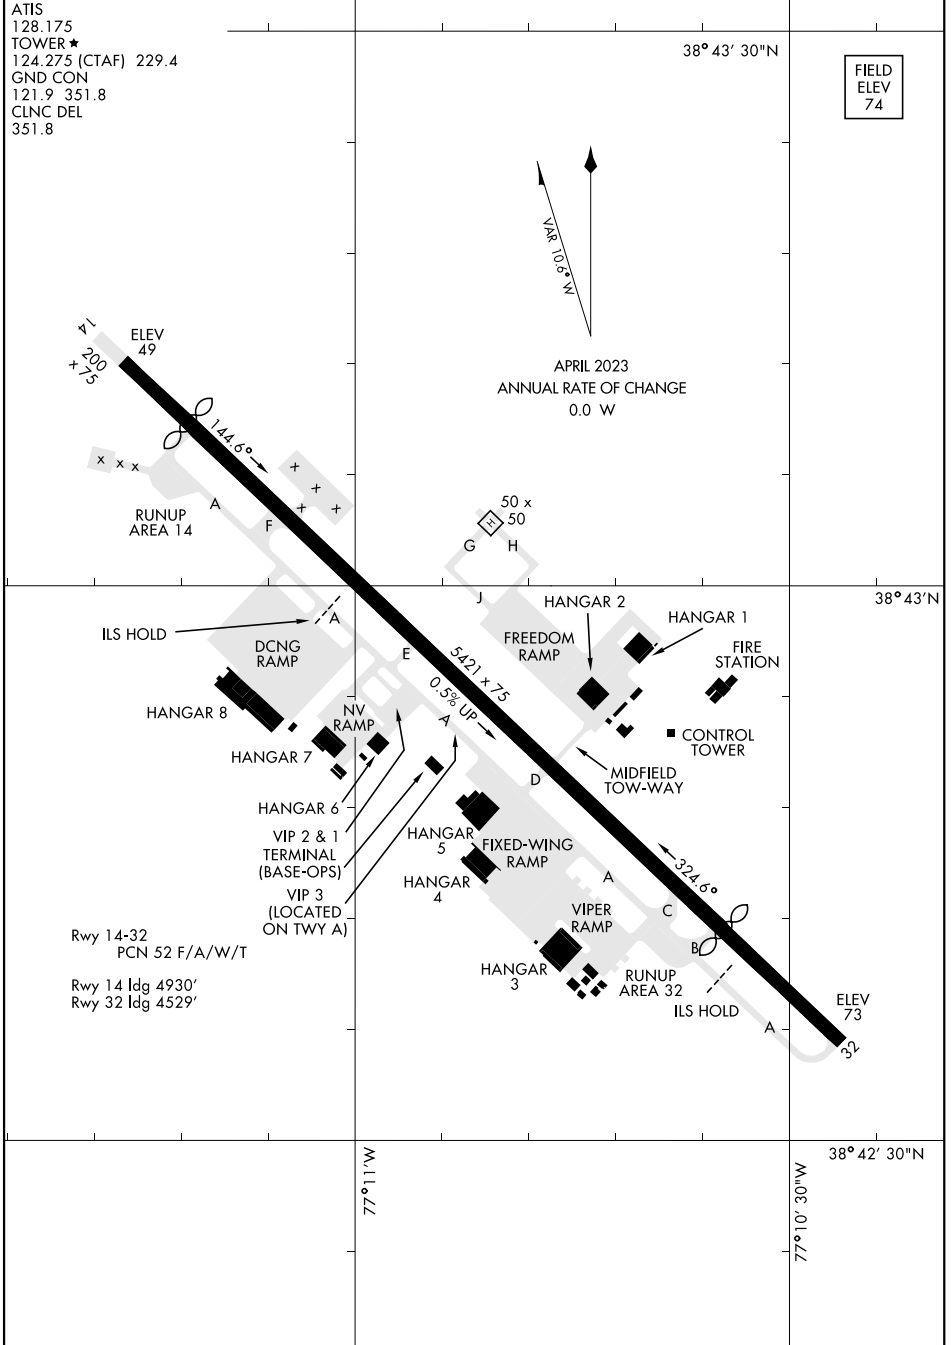 ATIS
128.175
TOWER ★
124.275 (CTAF) 229.4
GND CON
121.9 351.8
CLNC DEL
351.8
38° 43' 30"N
FIELD
ELEV
74
VAR 10.6° W
APRIL 2023
ANNUAL RATE OF CHANGE
0.0 W
14
200
x 75
ELEV
49
144.6°
x x x
x
x
x x
A
F
RUNUP
AREA 14
50 x
50
H
G H
J
38° 43'N
ILS HOLD
A
DCNG
RAMP
E
5421 x 75
0.5% UP
HANGAR 2
HANGAR 1
FREEDOM
RAMP
FIRE
STATION
HANGAR 8
NV
RAMP
A
CONTROL
TOWER
HANGAR 7
MIDFIELD
TOW-WAY
D
HANGAR 6
VIP 2 & 1
TERMINAL
(BASE-OPS)
VIP 3
(LOCATED
ON TWY A)
HANGAR
5
FIXED-WING
RAMP
HANGAR
4
A
324.6°
C
VIPER
RAMP
B
HANGAR
3
RUNUP
AREA 32
ILS HOLD
A
ELEV
73
32
Rwy 14-32
PCN 52 F/A/W/T
Rwy 14 ldg 4930'
Rwy 32 ldg 4529'
38° 42' 30"N
77° 11'W
77° 10' 30"W